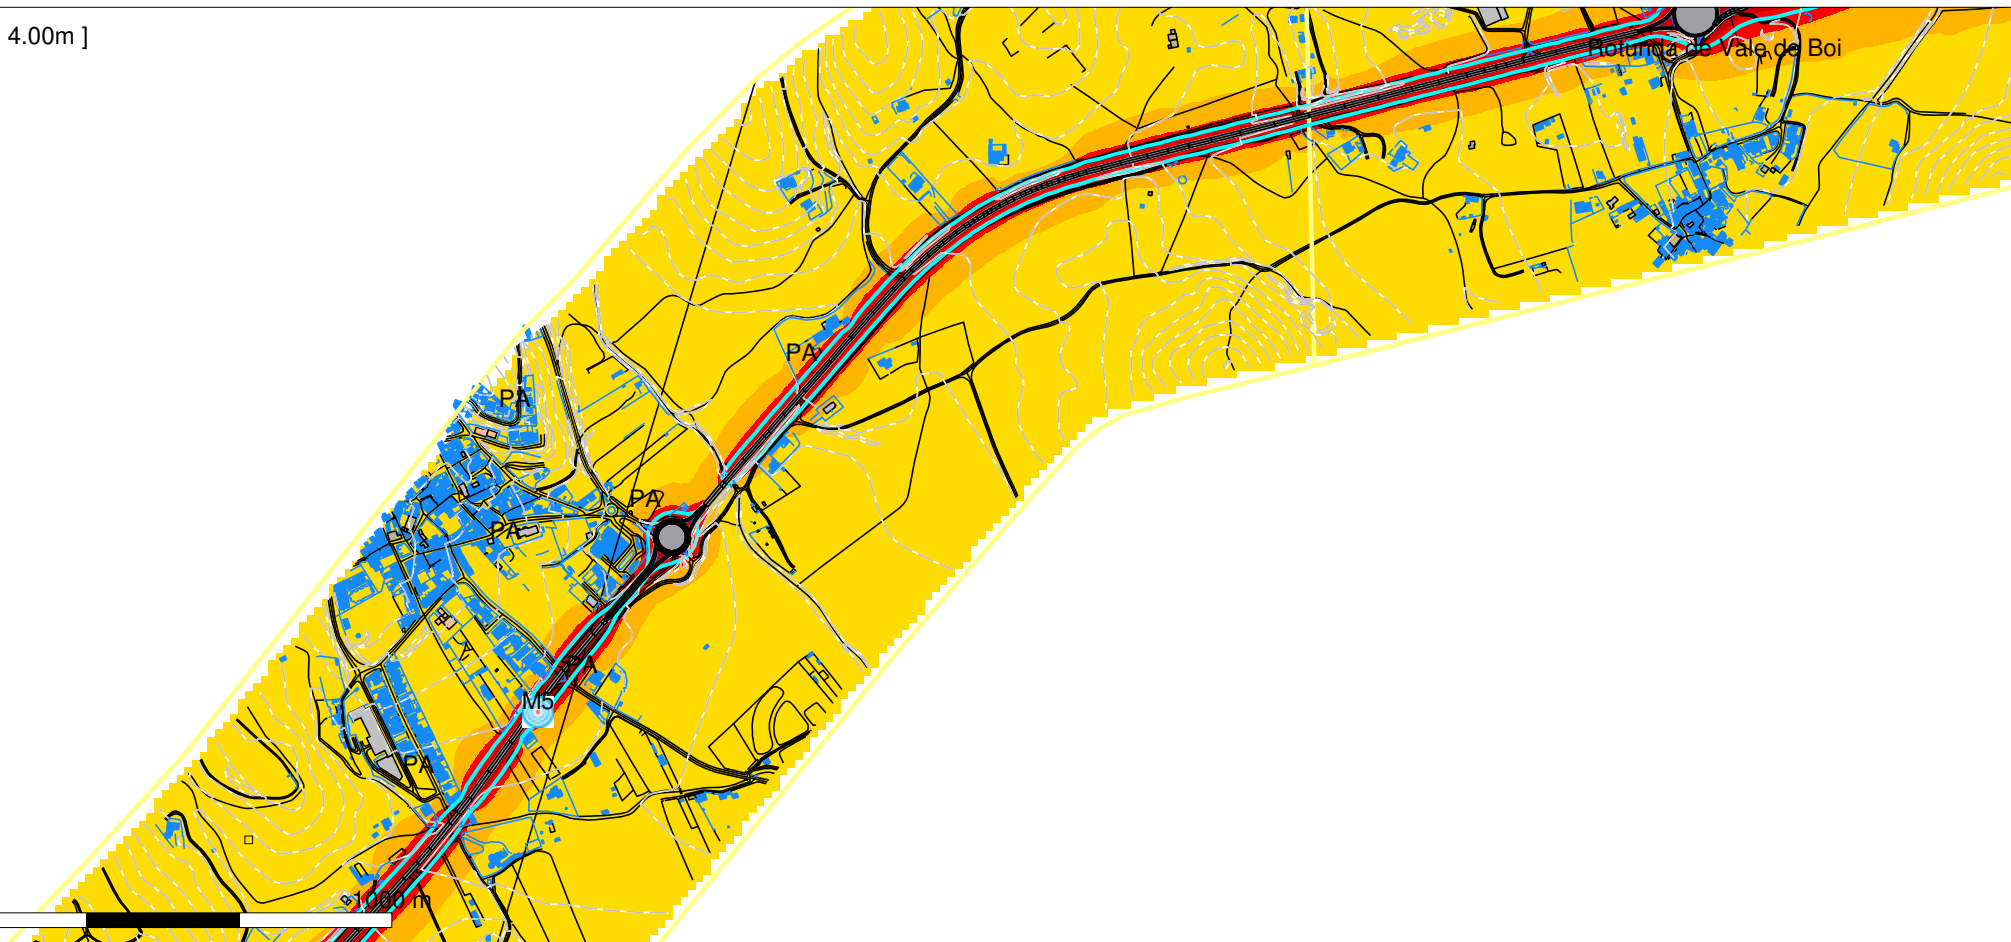 4.00m ]
Rotunda de Vale de Boi
PA
PA
PA
PA
PA
M5
PA
1000 m